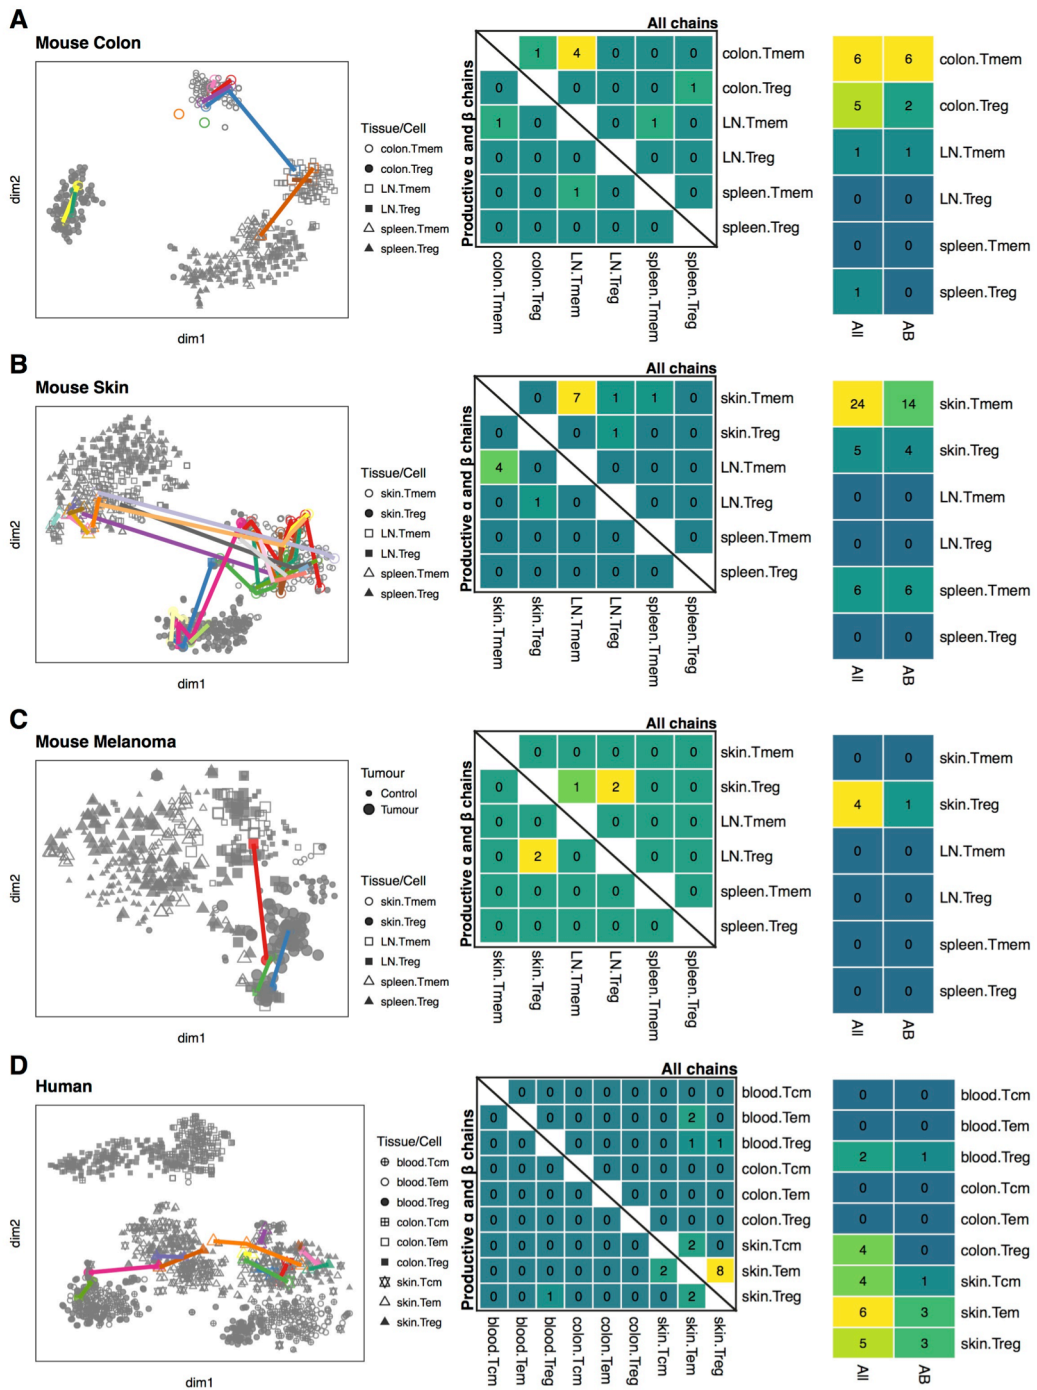 A
Mouse Colon
dim2
dim1
Tissue/Cell
colon.Tmem
colon.Treg
LN.Tmem
LN.Treg
spleen.Tmem
spleen.Treg
All chains
Productive α and β chains
1 4 0 0 0 colon.Tmem
0 0 0 0 1 colon.Treg
1 0 0 1 0 LN.Tmem
0 0 0 0 0 LN.Treg
0 0 1 0 0 spleen.Tmem
0 0 0 0 0 spleen.Treg
colon.Tmem colon.Treg LN.Tmem LN.Treg spleen.Tmem spleen.Treg
6 6 colon.Tmem
5 2 colon.Treg
1 1 LN.Tmem
0 0 LN.Treg
0 0 spleen.Tmem
1 0 spleen.Treg
All AB
B
Mouse Skin
dim2
dim1
Tissue/Cell
skin.Tmem
skin.Treg
LN.Tmem
LN.Treg
spleen.Tmem
spleen.Treg
All chains
Productive α and β chains
0 7 1 1 0 skin.Tmem
0 0 1 0 0 skin.Treg
4 0 0 0 0 LN.Tmem
0 1 0 0 0 LN.Treg
0 0 0 0 0 spleen.Tmem
0 0 0 0 0 spleen.Treg
skin.Tmem skin.Treg LN.Tmem LN.Treg spleen.Tmem spleen.Treg
24 14 skin.Tmem
5 4 skin.Treg
0 0 LN.Tmem
0 0 LN.Treg
6 6 spleen.Tmem
0 0 spleen.Treg
All AB
C
Mouse Melanoma
dim2
dim1
Tumour
Control
Tumour
Tissue/Cell
skin.Tmem
skin.Treg
LN.Tmem
LN.Treg
spleen.Tmem
spleen.Treg
All chains
Productive α and β chains
0 0 0 0 0 skin.Tmem
0 1 2 0 0 skin.Treg
0 0 0 0 0 LN.Tmem
0 2 0 0 0 LN.Treg
0 0 0 0 0 spleen.Tmem
0 0 0 0 0 spleen.Treg
skin.Tmem skin.Treg LN.Tmem LN.Treg spleen.Tmem spleen.Treg
0 0 skin.Tmem
4 1 skin.Treg
0 0 LN.Tmem
0 0 LN.Treg
0 0 spleen.Tmem
0 0 spleen.Treg
All AB
D
Human
dim2
dim1
Tissue/Cell
blood.Tcm
blood.Tem
blood.Treg
colon.Tcm
colon.Tem
colon.Treg
skin.Tcm
skin.Tem
skin.Treg
All chains
Productive α and β chains
0 0 0 0 0 0 0 0 blood.Tcm
0 0 0 0 0 0 2 0 blood.Tem
0 0 0 0 0 0 1 1 blood.Treg
0 0 0 0 0 0 0 0 colon.Tcm
0 0 0 0 0 0 0 0 colon.Tem
0 0 0 0 0 0 0 0 colon.Treg
0 0 0 0 0 0 2 0 skin.Tcm
0 0 0 0 0 0 2 8 skin.Tem
0 0 1 0 0 0 0 2 skin.Treg
blood.Tcm blood.Tem blood.Treg colon.Tcm colon.Tem colon.Treg skin.Tcm skin.Tem skin.Treg
0 0 blood.Tcm
0 0 blood.Tem
2 1 blood.Treg
0 0 colon.Tcm
0 0 colon.Tem
4 0 colon.Treg
4 1 skin.Tcm
6 3 skin.Tem
5 3 skin.Treg
All AB